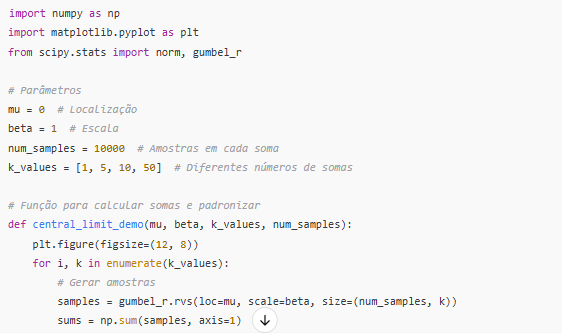 import numpy as np
import matplotlib.pyplot as plt
from scipy.stats import norm, gumbel_r
# Parâmetros
mu = 0  # Localização
beta = 1  # Escala
num_samples = 10000  # Amostras em cada soma
k_values = [1, 5, 10, 50]  # Diferentes números de somas
# Função para calcular somas e padronizar
def central_limit_demo(mu, beta, k_values, num_samples):
    plt.figure(figsize=(12, 8))
    for i, k in enumerate(k_values):
        # Gerar amostras
        samples = gumbel_r.rvs(loc=mu, scale=beta, size=(num_samples, k))
        sums = np.sum(samples, axis=1)